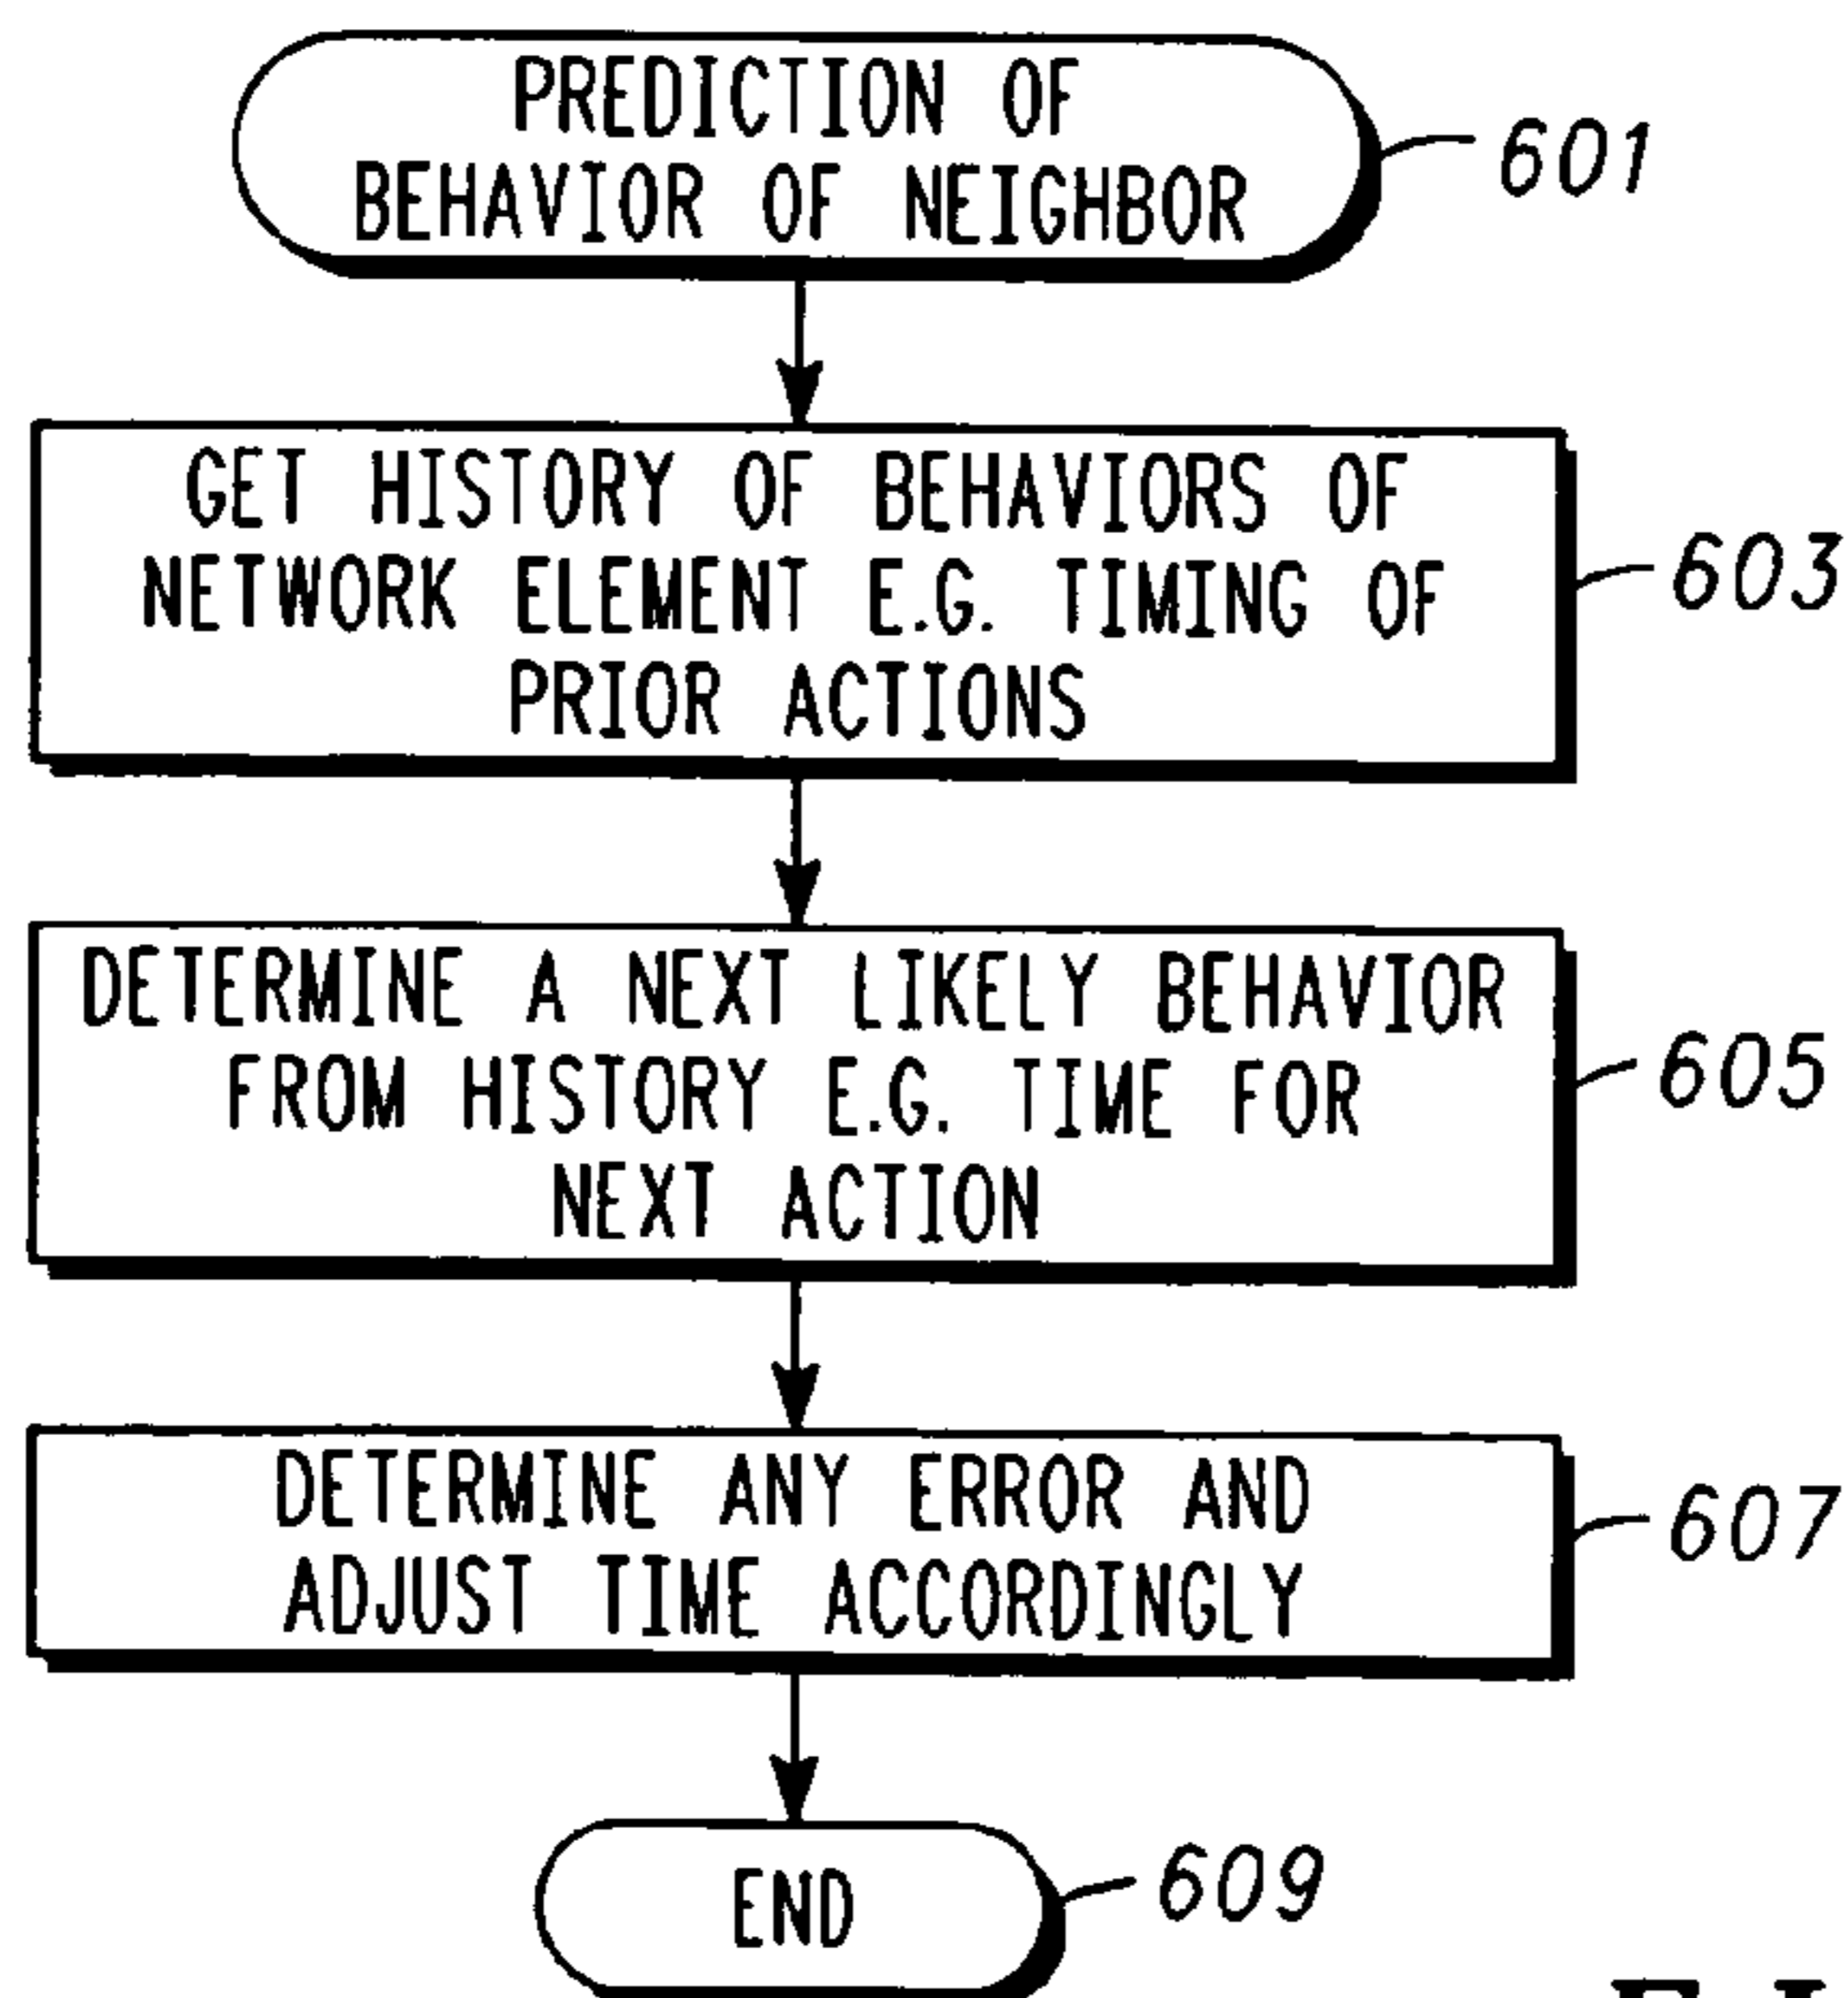 PREDICTION OF
BEHAVIOR OF NEIGHBOR
601
GET HISTORY OF BEHAVIORS OF
NETWORK ELEMENT E.G. TIMING OF
PRIOR ACTIONS
603
DETERMINE A NEXT LIKELY BEHAVIOR
FROM HISTORY E.G. TIME FOR
NEXT ACTION
605
DETERMINE ANY ERROR AND
ADJUST TIME ACCORDINGLY
607
END
609